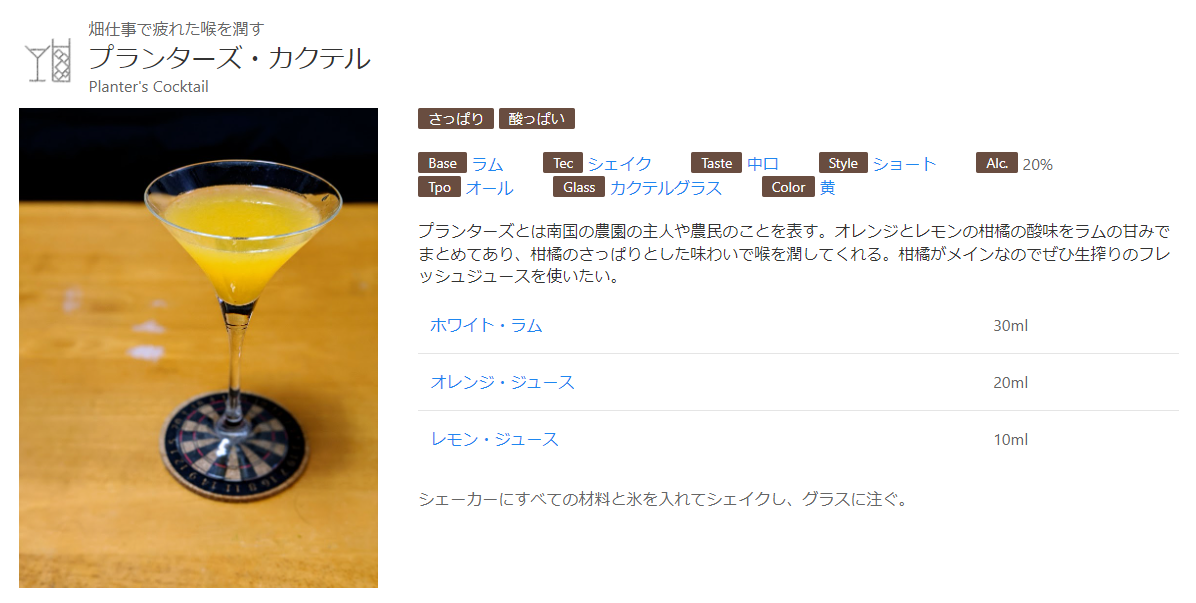 畑仕事で疲れた喉を潤す
プランターズ・カクテル
Planter's Cocktail
さっぱり 酸っぱい
Base ラム Tec シェイク Taste 中口 Style ショート Alc. 20%
Tpo オール Glass カクテルグラス Color 黄
プランターズとは南国の農園の主人や農民のことを表す。オレンジとレモンの柑橘の酸味をラムの甘みで
まとめてあり、柑橘のさっぱりとした味わいで喉を潤してくれる。柑橘がメインなのでぜひ生搾りのフレ
ッシュジュースを使いたい。
ホワイト・ラム 30ml
オレンジ・ジュース 20ml
レモン・ジュース 10ml
シェーカーにすべての材料と氷を入れてシェイクし、グラスに注ぐ。